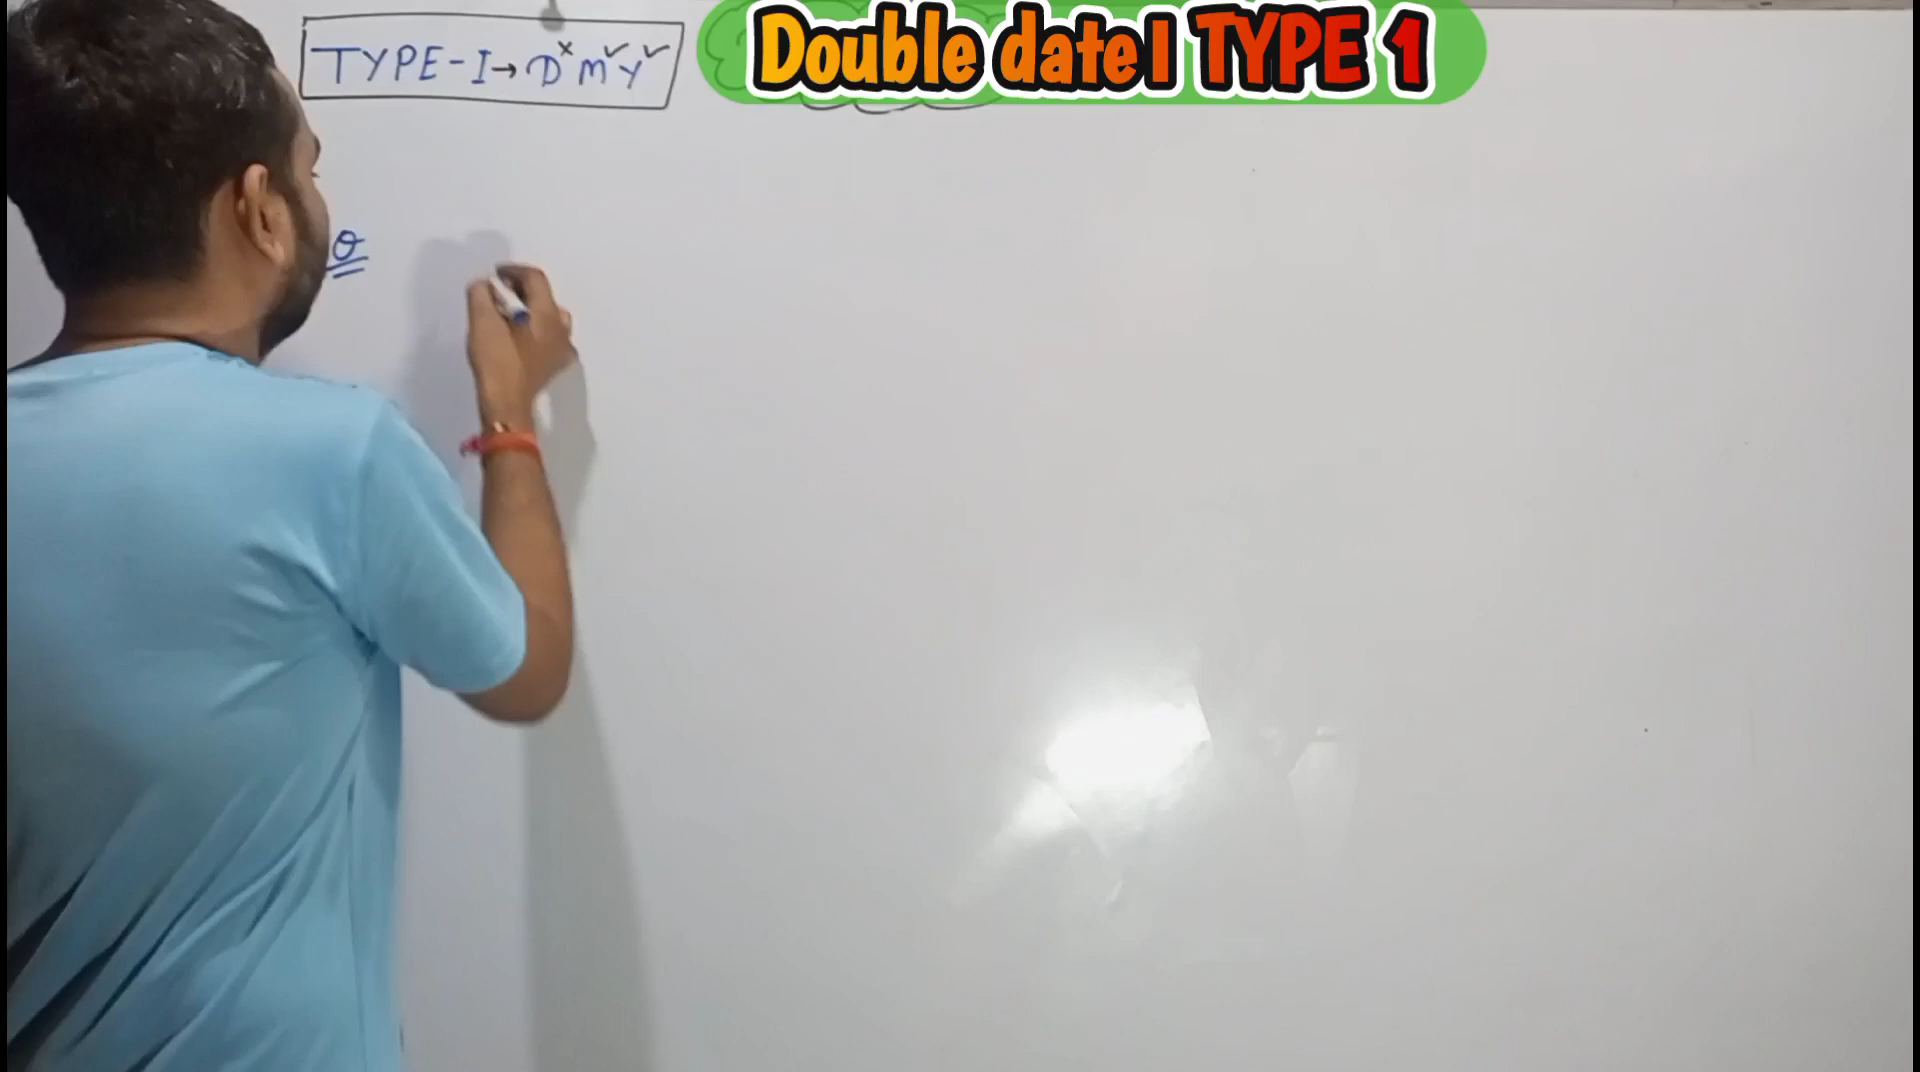 TYPE-I→ D× M✓ Y✓
Double date| TYPE 1
Q